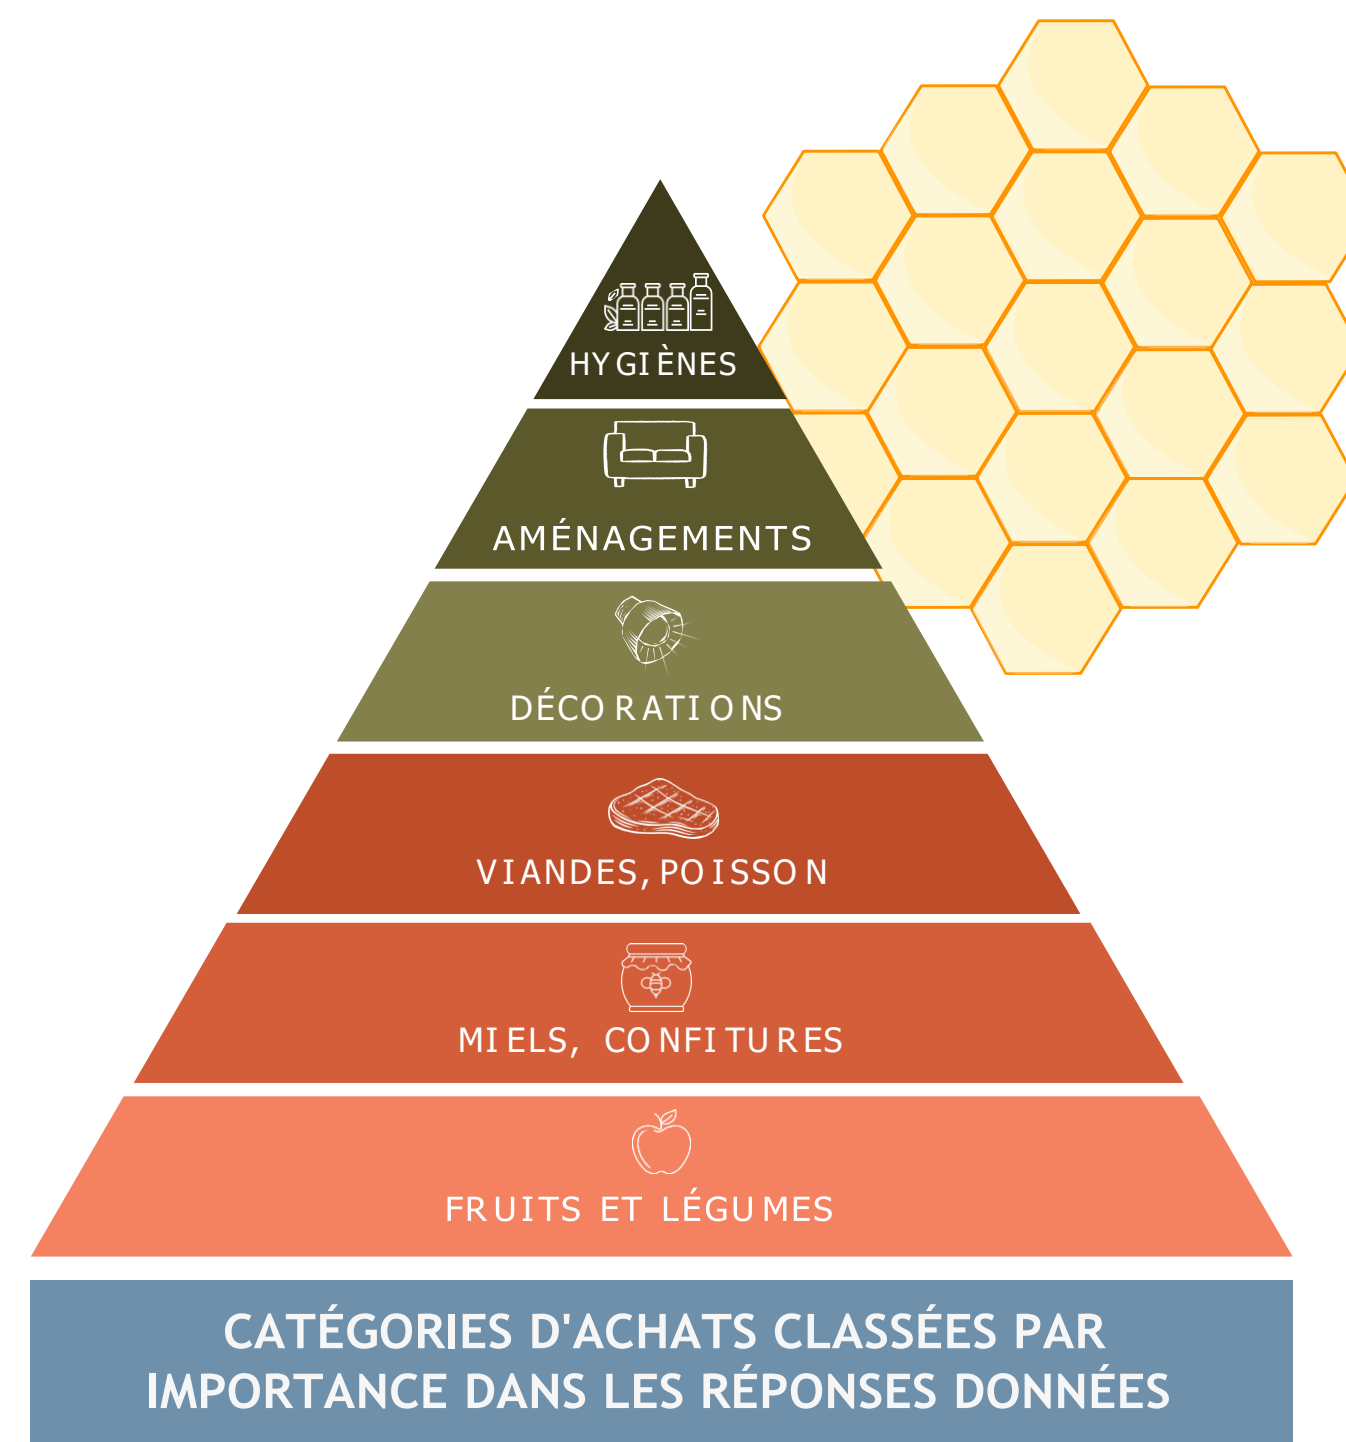 HYGIÈNES
AMÉNAGEMENTS
DÉCORATIONS
VIANDES, POISSON
MIELS, CONFITURES
FRUITS ET LÉGUMES
CATÉGORIES D'ACHATS CLASSÉES PAR
IMPORTANCE DANS LES RÉPONSES DONNÉES